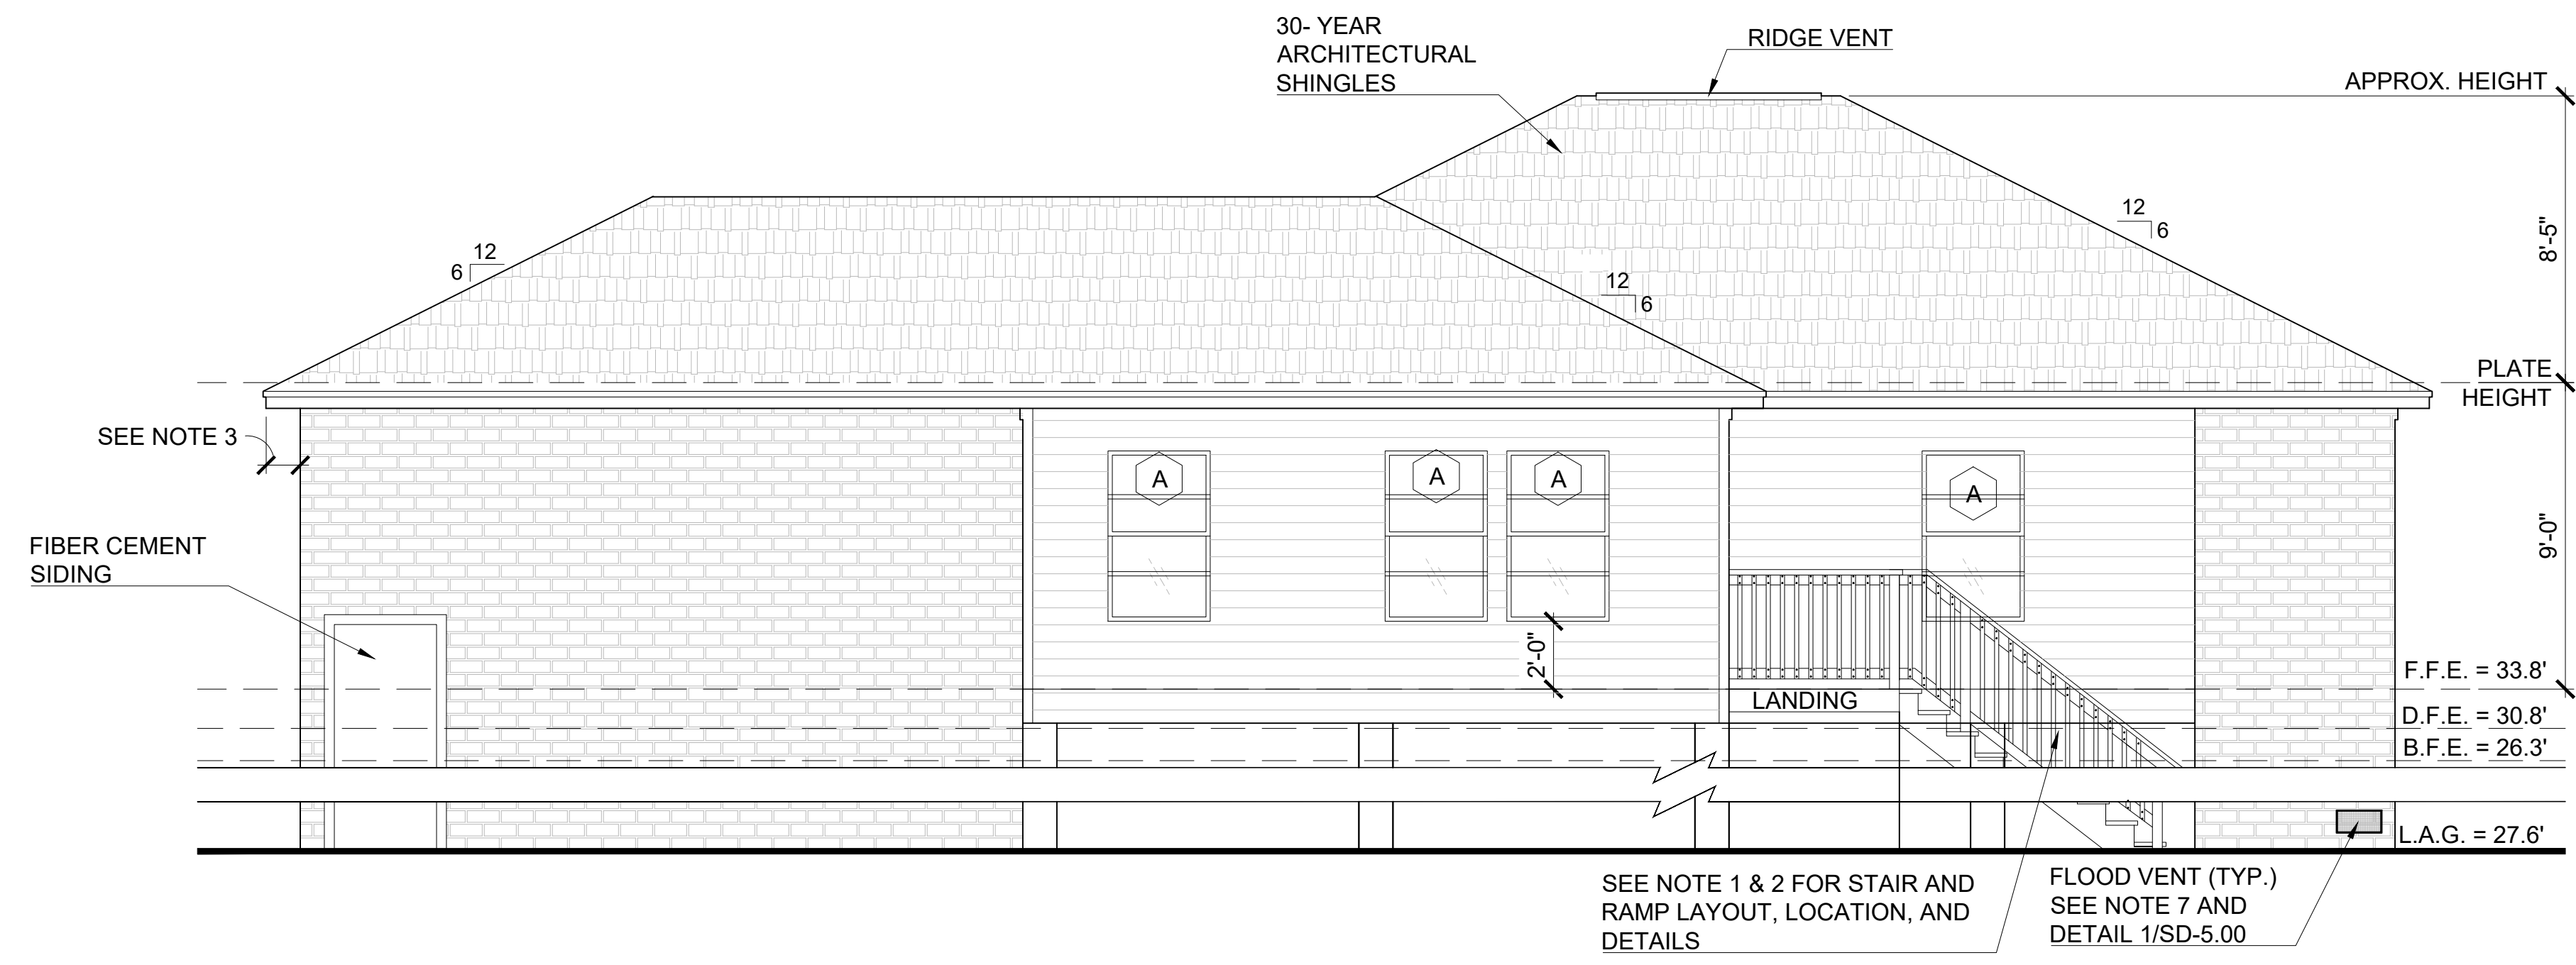 30- YEAR
ARCHITECTURAL
SHINGLES
RIDGE VENT
APPROX. HEIGHT
12
6
12
6
12
6
8'-5"
PLATE
HEIGHT
SEE NOTE 3
A
A
A
A
9'-0"
FIBER CEMENT
SIDING
2'-0"
LANDING
F.F.E. = 33.8'
D.F.E. = 30.8'
B.F.E. = 26.3'
L.A.G. = 27.6'
SEE NOTE 1 & 2 FOR STAIR AND
RAMP LAYOUT, LOCATION, AND
DETAILS
FLOOD VENT (TYP.)
SEE NOTE 7 AND
DETAIL 1/SD-5.00